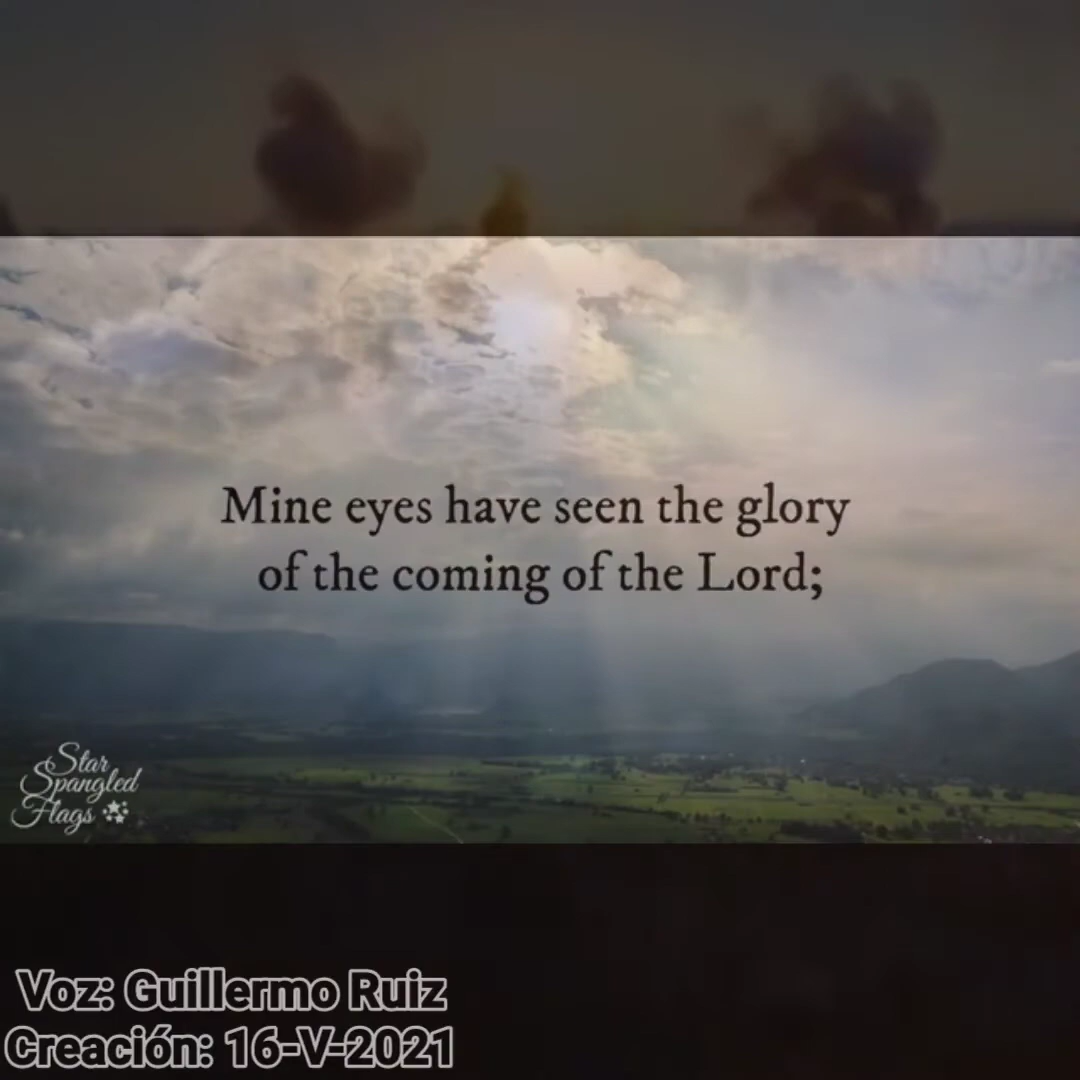 Mine eyes have seen the glory
of the coming of the Lord;
Star
Spangled
Flags
Voz: Guillermo Ruiz
Creación: 16-V-2021